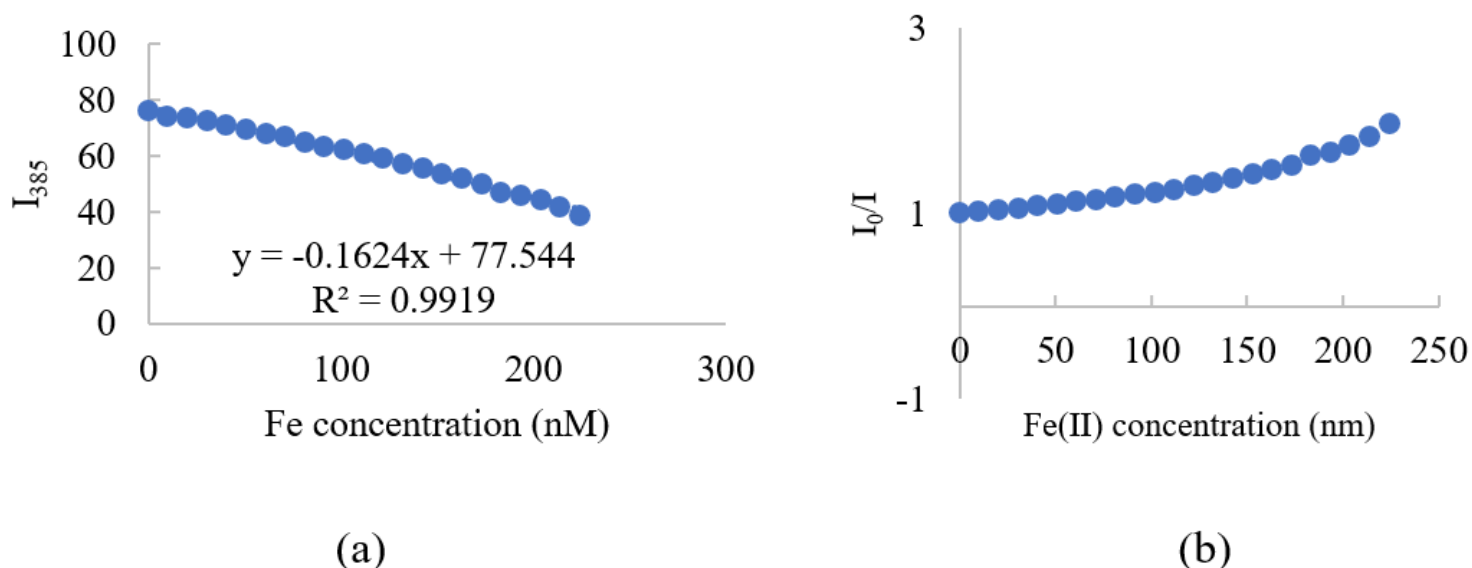 100
80
60
40
20
0
I₃₈₅
y = -0.1624x + 77.544
R² = 0.9919
0 100 200 300
Fe concentration (nM)
(a)
3
1
-1
I₀/I
0 50 100 150 200 250
Fe(II) concentration (nm)
(b)